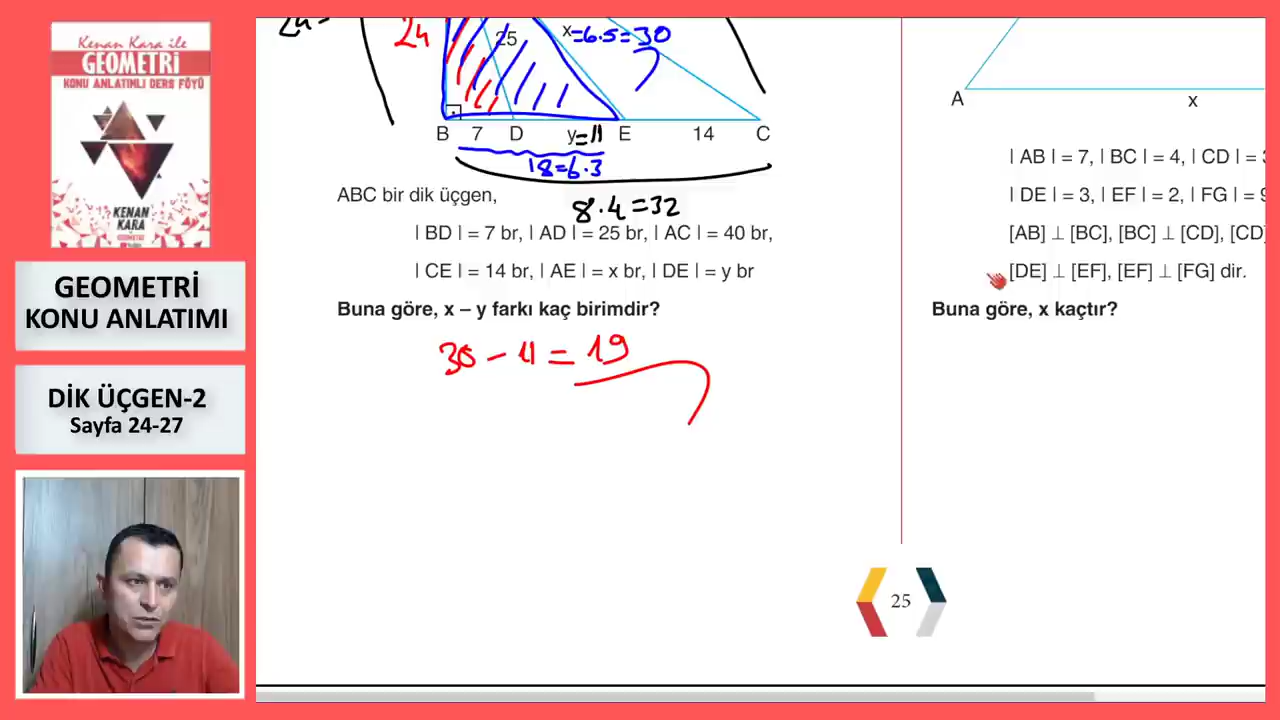 Kenan Kara ile
GEOMETRİ
KONU ANLATIMLI DERS FÖYÜ
KENAN
KARA
GEOMETRİ
KONU ANLATIMI
DİK ÜÇGEN-2
Sayfa 24-27
24
25
x=6.5=30
B 7 D y=11 E 14 C
18=6.3
8.4=32
ABC bir dik üçgen,
| BD | = 7 br, | AD | = 25 br, | AC | = 40 br,
| CE | = 14 br, | AE | = x br, | DE | = y br
Buna göre, x – y farkı kaç birimdir?
30 - 11 = 19
A x
| AB | = 7, | BC | = 4, | CD | =
| DE | = 3, | EF | = 2, | FG | = 9
[AB] ⊥ [BC], [BC] ⊥ [CD], [CD]
[DE] ⊥ [EF], [EF] ⊥ [FG] dir.
Buna göre, x kaçtır?
25